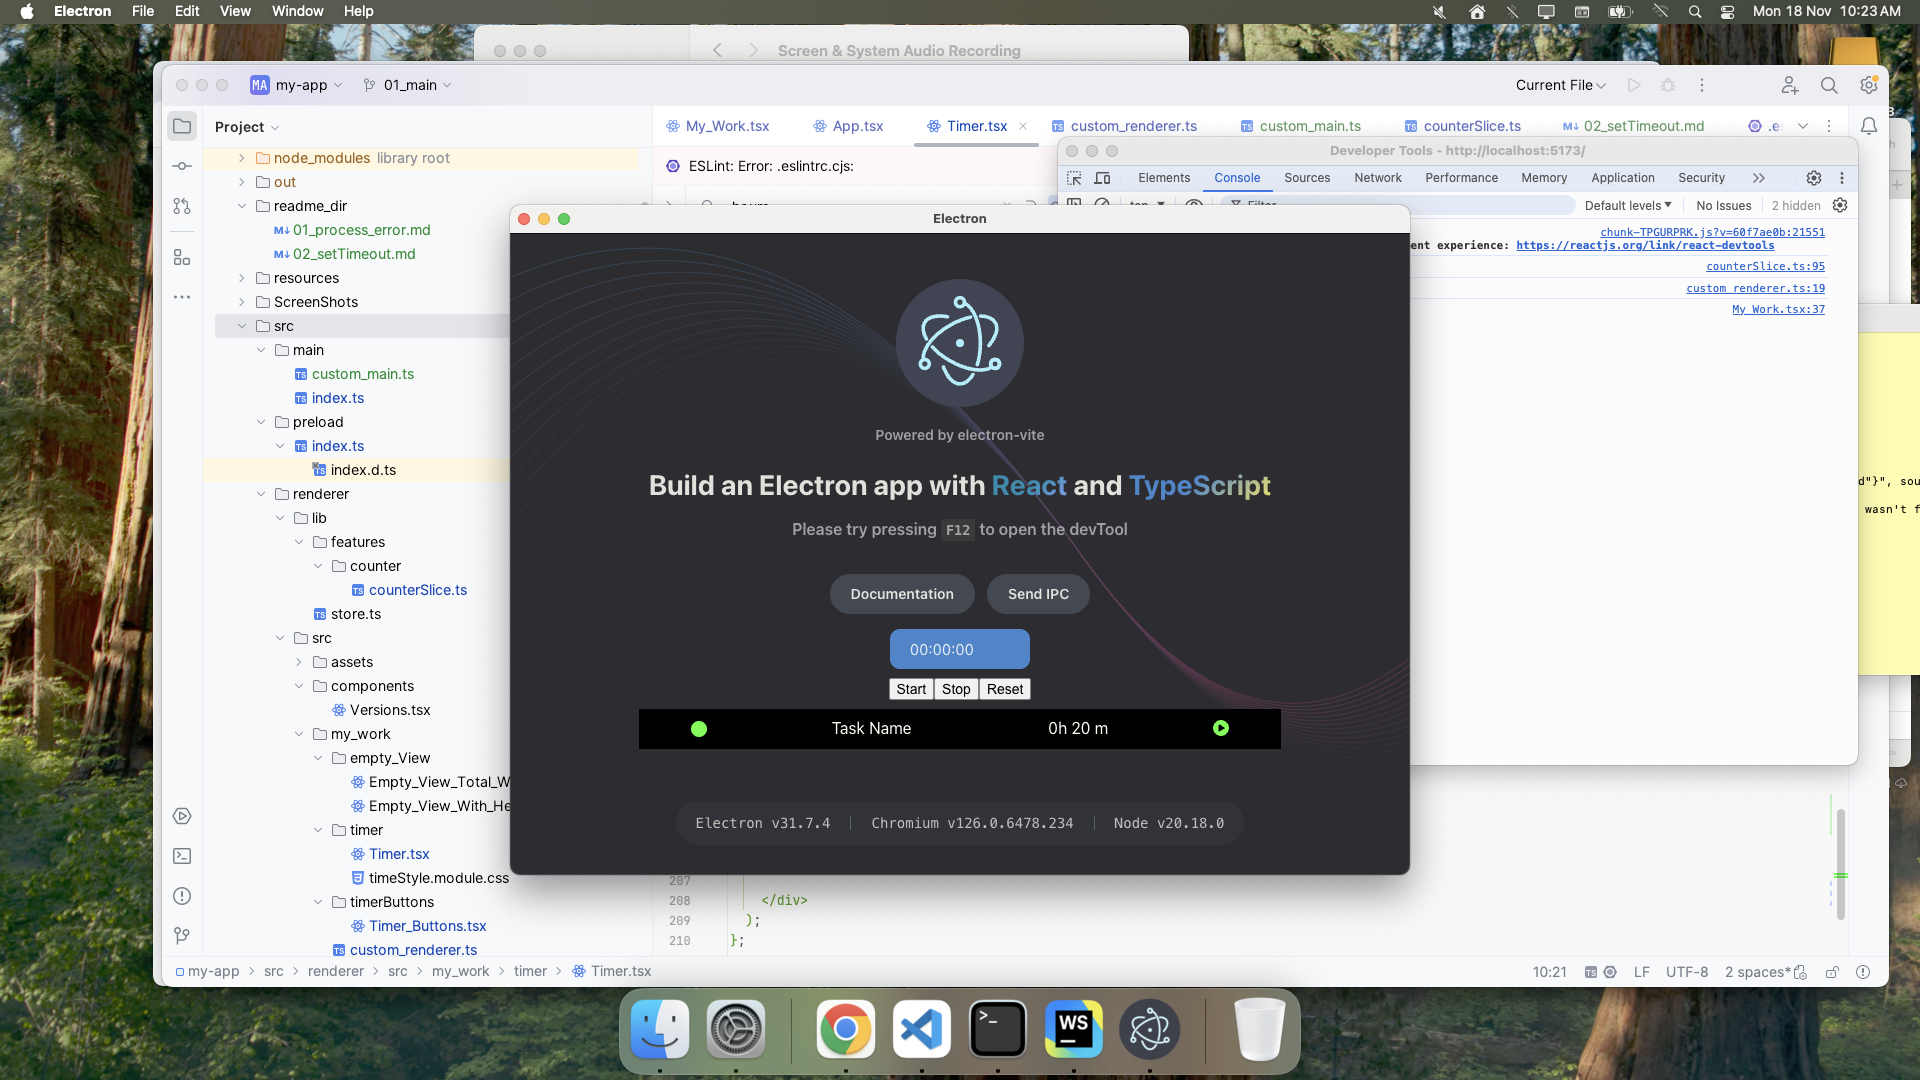 Electron File Edit View Window Help
Mon 18 Nov 10:23 AM
Screen & System Audio Recording
MA my-app 01_main
Current File
Project
My_Work.tsx App.tsx Timer.tsx custom_renderer.ts custom_main.ts counterSlice.ts 02_setTimeout.md
ESLint: Error: .eslintrc.cjs:
node_modules library root
out
readme_dir
01_process_error.md
02_setTimeout.md
resources
ScreenShots
src
main
custom_main.ts
index.ts
preload
index.ts
index.d.ts
renderer
lib
features
counter
counterSlice.ts
store.ts
src
assets
components
Versions.tsx
my_work
empty_View
Empty_View_Total_W
Empty_View_With_He
timer
Timer.tsx
timeStyle.module.css
timerButtons
Timer_Buttons.tsx
custom_renderer.ts
Developer Tools - http://localhost:5173/
Elements Console Sources Network Performance Memory Application Security
Default levels No Issues 2 hidden
chunk-TPGURPRK.js?v=60f7ae0b:21551
ent experience: https://reactjs.org/link/react-devtools
counterSlice.ts:95
custom_renderer.ts:19
My_Work.tsx:37
d"}", sou
wasn't f
Electron
Powered by electron-vite
Build an Electron app with React and TypeScript
Please try pressing F12 to open the devTool
Documentation Send IPC
00:00:00
Start Stop Reset
Task Name 0h 20 m
Electron v31.7.4 Chromium v126.0.6478.234 Node v20.18.0
207
208 </div>
209 );
210 };
my-app > src > renderer > src > my_work > timer > Timer.tsx
10:21 LF UTF-8 2 spaces*
WS